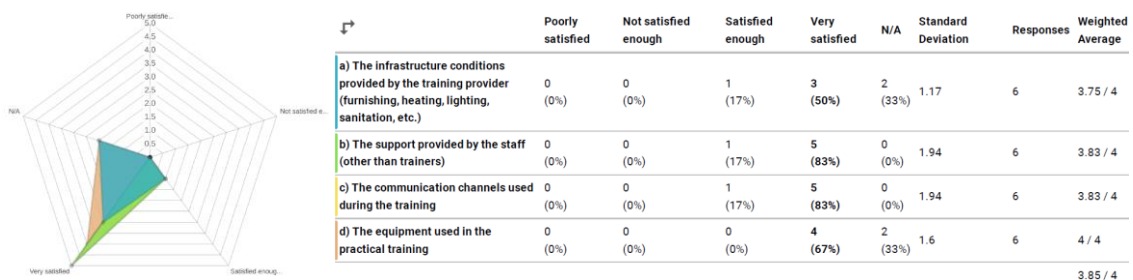 Poorly satisfie...
5.0
4.5
4.0
3.5
3.0
2.5
2.0
1.5
1.0
0.5
N/A
Not satisfied e...
Very satisfied
Satisfied enoug...
Poorly satisfied
Not satisfied enough
Satisfied enough
Very satisfied
N/A
Standard Deviation
Responses
Weighted Average
a) The infrastructure conditions
provided by the training provider
(furnishing, heating, lighting,
sanitation, etc.)
0 (0%)
0 (0%)
1 (17%)
3 (50%)
2 (33%)
1.17
6
3.75 / 4
b) The support provided by the staff
(other than trainers)
0 (0%)
0 (0%)
1 (17%)
5 (83%)
0 (0%)
1.94
6
3.83 / 4
c) The communication channels used
during the training
0 (0%)
0 (0%)
1 (17%)
5 (83%)
0 (0%)
1.94
6
3.83 / 4
d) The equipment used in the
practical training
0 (0%)
0 (0%)
0 (0%)
4 (67%)
2 (33%)
1.6
6
4 / 4
3.85 / 4